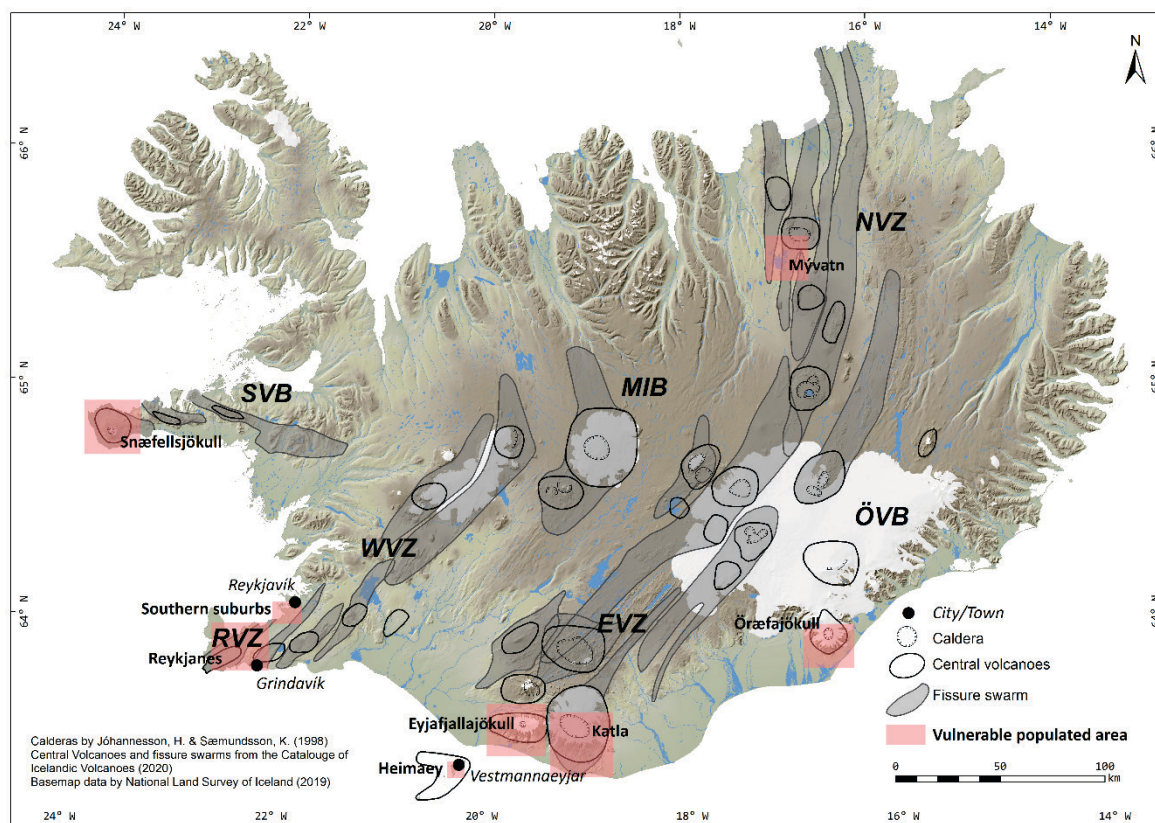 24° W
22° W
20° W
18° W
16° W
14° W
N
66° N
66° N
NVZ
Mývatn
65° N
65° N
SVB
MIB
Snæfellsjökull
ÖVB
WVZ
Reykjavík
64° N
Southern suburbs
64° N
EVZ
Öræfajökull
RVZ
Reykjanes
Grindavík
City/Town
Caldera
Central volcanoes
Fissure swarm
Vulnerable populated area
Eyjafjallajökull
Katla
Heimaey
Vestmannaeyjar
Calderas by Jóhannesson, H. & Sæmundsson, K. (1998)
Central Volcanoes and fissure swarms from the Catalouge of
Icelandic Volcanoes (2020)
Basemap data by National Land Survey of Iceland (2019)
0
50
100
km
24° W
22° W
20° W
18° W
16° W
14° W